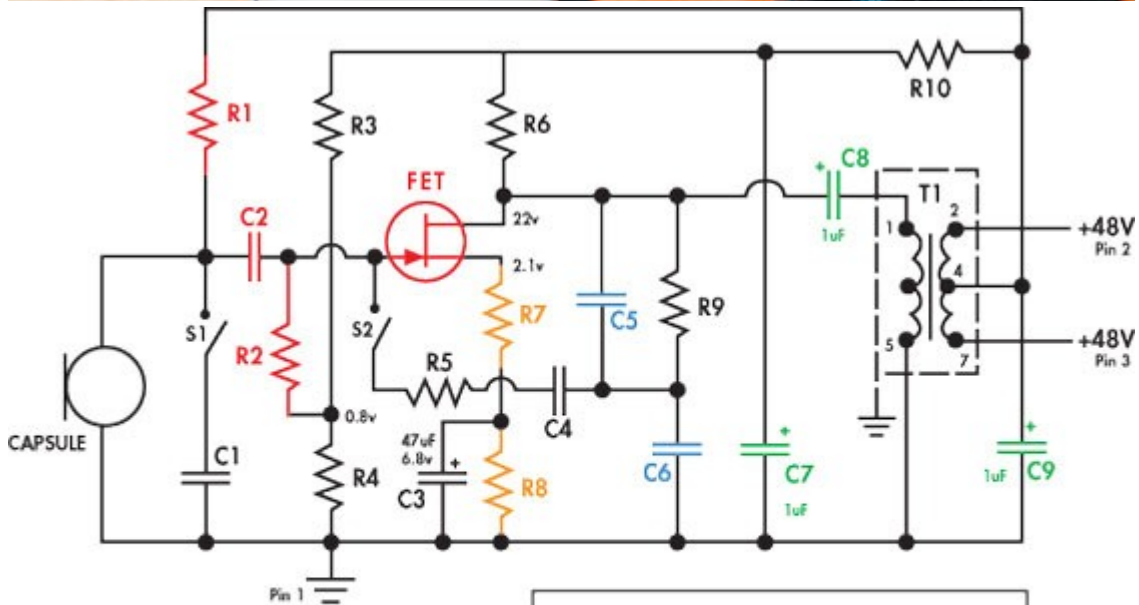 R1
R3
R6
R10
C8
FET
T1
C2
22v
1uF
1
2
+48V
Pin 2
2.1v
4
S1
S2
R7
C5
R9
R2
R5
5
7
+48V
Pin 3
CAPSULE
0.8v
C4
C1
R4
47uF
6.8v
C3
R8
C6
C7
1uF
1uF
C9
Pin 1